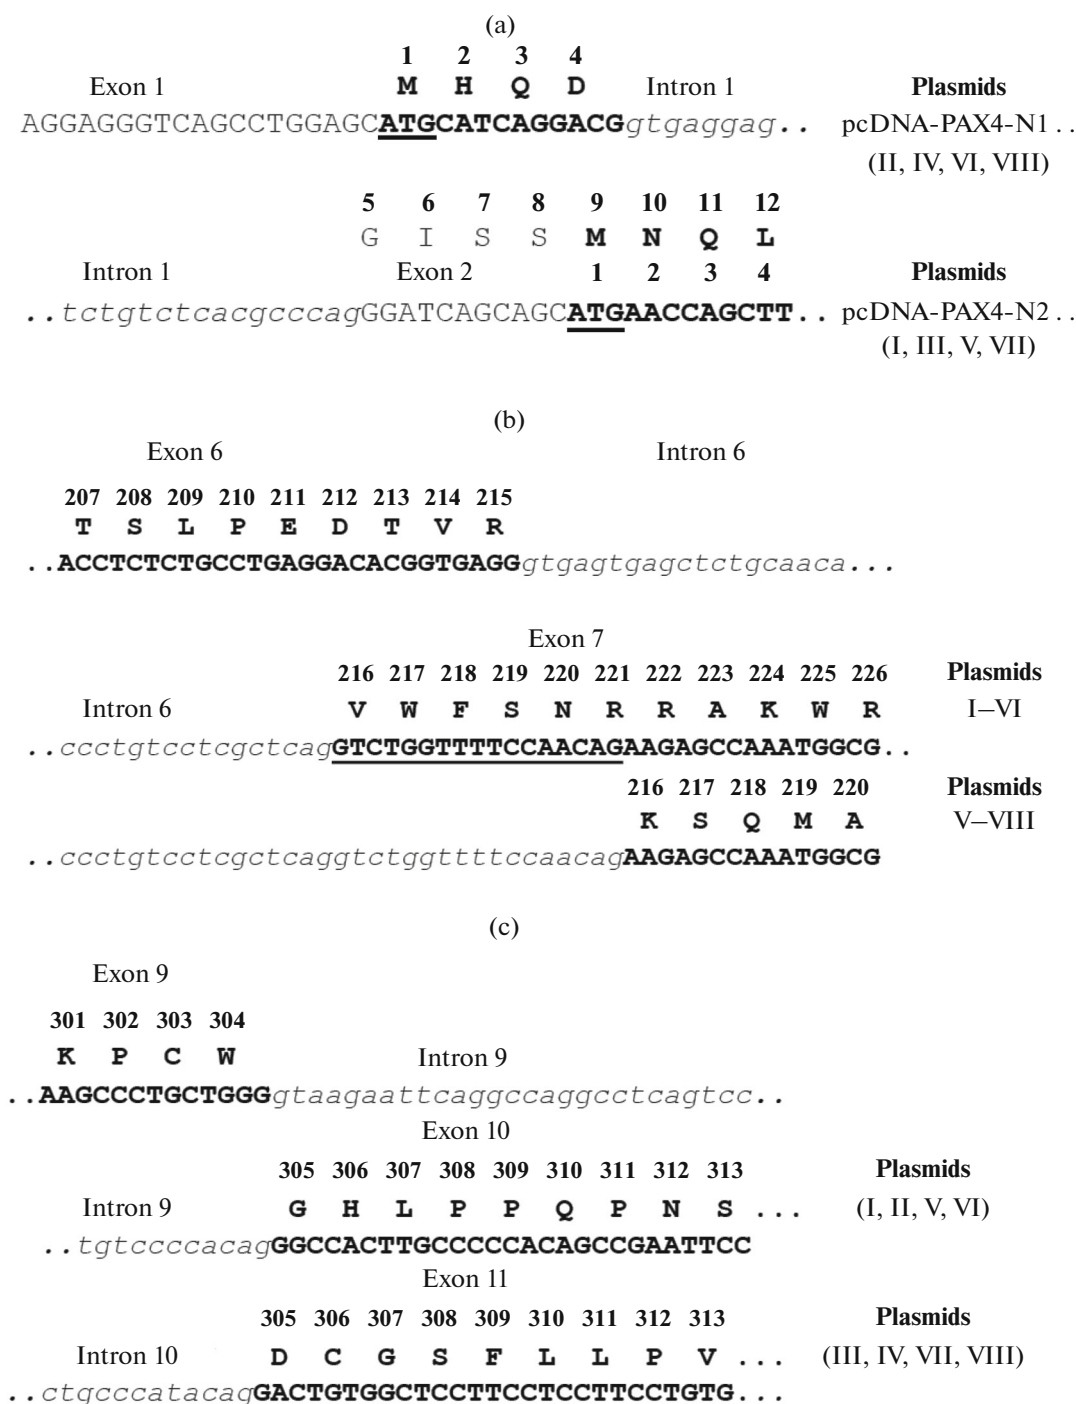 (a)
1 2 3 4
Exon 1 M H Q D Intron 1 Plasmids
AGGAGGGTCAGCCTGGAGCATGCATCAGGACGgtgaggag.. pcDNA-PAX4-N1 . .
(II, IV, VI, VIII)
5 6 7 8 9 10 11 12
G I S S M N Q L
Intron 1 Exon 2 1 2 3 4 Plasmids
..tctgtctcacgcccagGGATCAGCAGCATGAACCAGCTT.. pcDNA-PAX4-N2 . .
(I, III, V, VII)
(b)
Exon 6 Intron 6
207 208 209 210 211 212 213 214 215
T S L P E D T V R
..ACCTCTCTGCCTGAGGACACGGTGAGGgtgagtgagctctgcaaca...
Exon 7
216 217 218 219 220 221 222 223 224 225 226 Plasmids
Intron 6 V W F S N R R A K W R I–VI
..ccctgtcctcgctcagGTCTGGTTTTCCAACAGAAGAGCCAAATGGCG..
216 217 218 219 220 Plasmids
K S Q M A V–VIII
..ccctgtcctcgctcaggtctggttttccaacagAAGAGCCAAATGGCG
(c)
Exon 9
301 302 303 304
K P C W Intron 9
..AAGCCCTGCTGGGgtaagaattcaggccaggcctcagtcc..
Exon 10
305 306 307 308 309 310 311 312 313 Plasmids
Intron 9 G H L P P Q P N S ... (I, II, V, VI)
..tgtccccacagGGCCACTTGCCCCCACAGCCGAATTCC
Exon 11
305 306 307 308 309 310 311 312 313 Plasmids
Intron 10 D C G S F L L P V ... (III, IV, VII, VIII)
..ctgcccatacagGACTGTGGCTCCTTCCTCCTTCCTGTG...